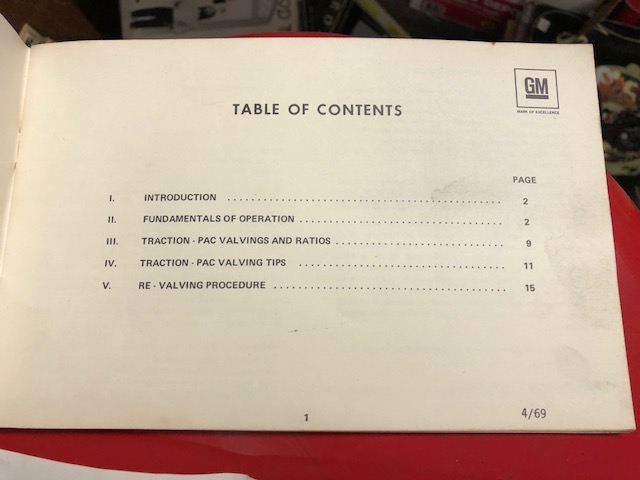 GM
MARK OF EXCELLENCE
TABLE OF CONTENTS
PAGE
I. INTRODUCTION ........................................ 2
II. FUNDAMENTALS OF OPERATION ........................................ 2
III. TRACTION - PAC VALVINGS AND RATIOS ........................................ 9
IV. TRACTION - PAC VALVING TIPS ........................................ 11
V. RE - VALVING PROCEDURE ........................................ 15
1
4/69